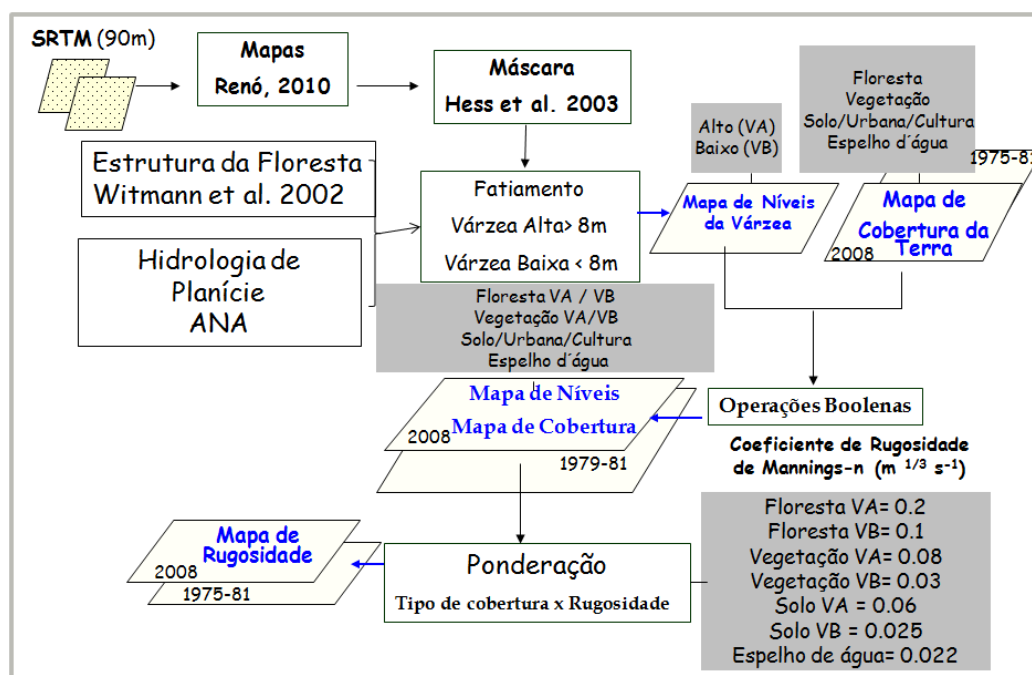 SRTM (90m)
Mapas
Renó, 2010
Máscara
Hess et al. 2003
Floresta
Vegetação
Solo/Urbana/Cultura
Espelho d´água
Alto (VA)
Baixo (VB)
1975-81
Estrutura da Floresta
Witmann et al. 2002
Fatiamento
Várzea Alta> 8m
Várzea Baixa < 8m
Mapa de Níveis
da Várzea
Mapa de
Cobertura da
Terra
2008
Hidrologia de
Planície
ANA
Floresta VA / VB
Vegetação VA/VB
Solo/Urbana/Cultura
Espelho d´água
Mapa de Níveis
Mapa de Cobertura
2008
1979-81
Operações Boolenas
Coeficiente de Rugosidade
de Mannings-n (m 1/3 s-1)
Floresta VA= 0.2
Floresta VB= 0.1
Vegetação VA= 0.08
Vegetação VB= 0.03
Solo VA = 0.06
Solo VB = 0.025
Espelho de água= 0.022
Mapa de
Rugosidade
2008
1975-81
Ponderação
Tipo de cobertura x Rugosidade